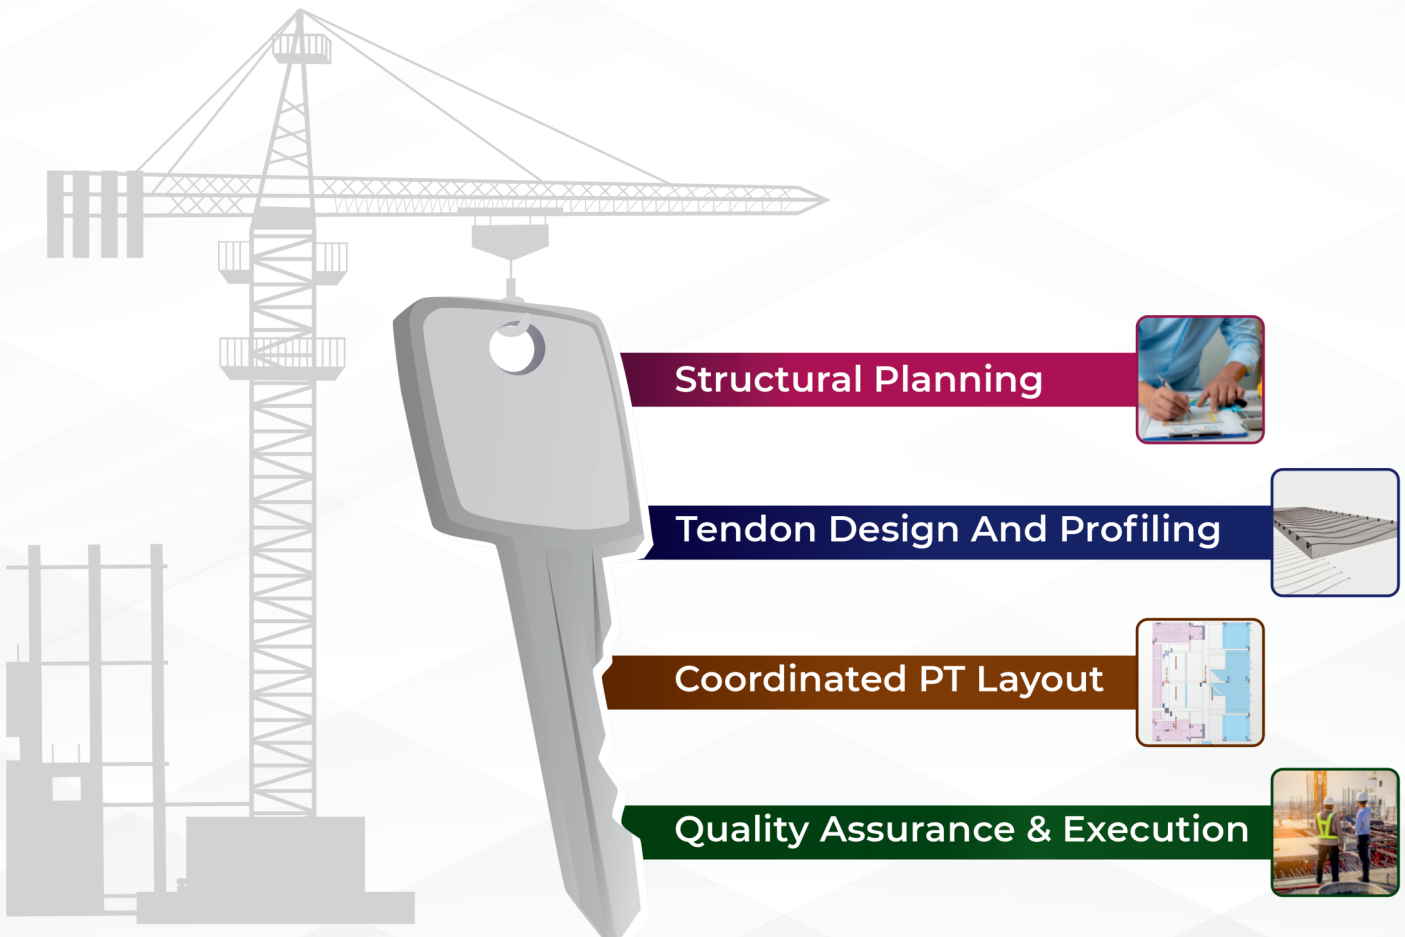 Structural Planning
Tendon Design And Profiling
Coordinated PT Layout
Quality Assurance & Execution